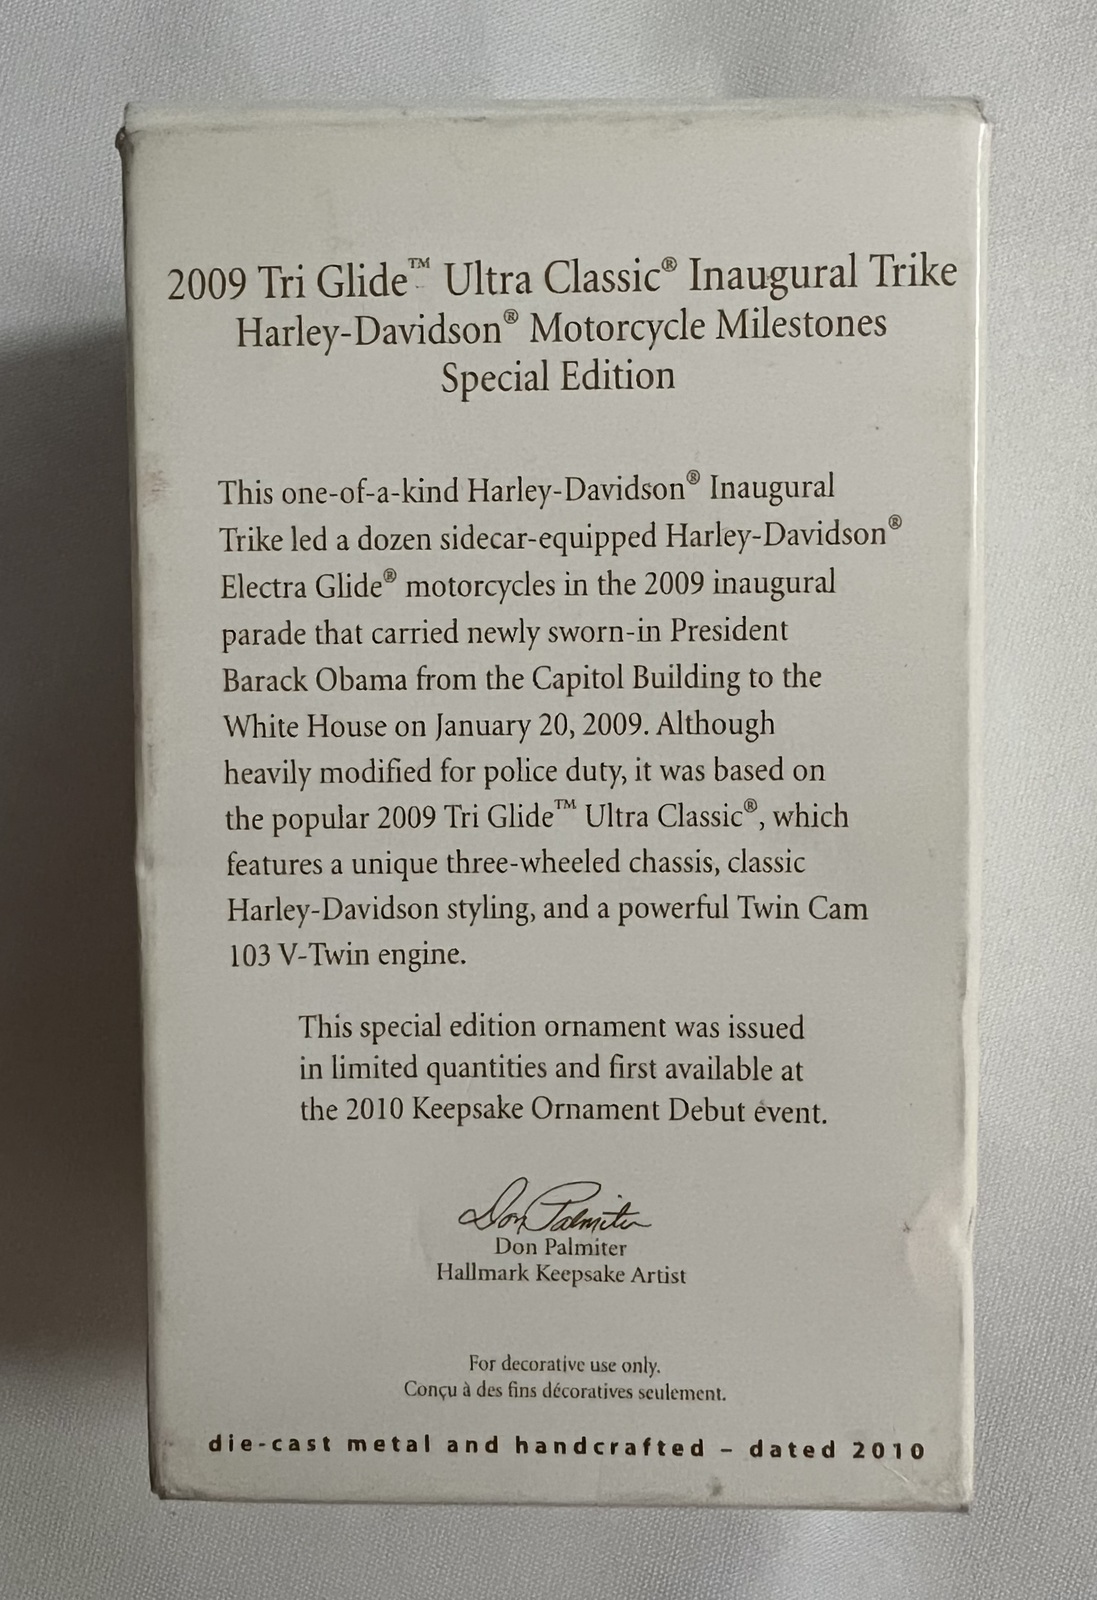 2009 Tri Glide™ Ultra Classic® Inaugural Trike
Harley-Davidson® Motorcycle Milestones
Special Edition
This one-of-a-kind Harley-Davidson® Inaugural
Trike led a dozen sidecar-equipped Harley-Davidson®
Electra Glide® motorcycles in the 2009 inaugural
parade that carried newly sworn-in President
Barack Obama from the Capitol Building to the
White House on January 20, 2009. Although
heavily modified for police duty, it was based on
the popular 2009 Tri Glide™ Ultra Classic®, which
features a unique three-wheeled chassis, classic
Harley-Davidson styling, and a powerful Twin Cam
103 V-Twin engine.
This special edition ornament was issued
in limited quantities and first available at
the 2010 Keepsake Ornament Debut event.
Don Palmiter
Don Palmiter
Hallmark Keepsake Artist
For decorative use only.
Conçu à des fins décoratives seulement.
die-cast metal and handcrafted – dated 2010